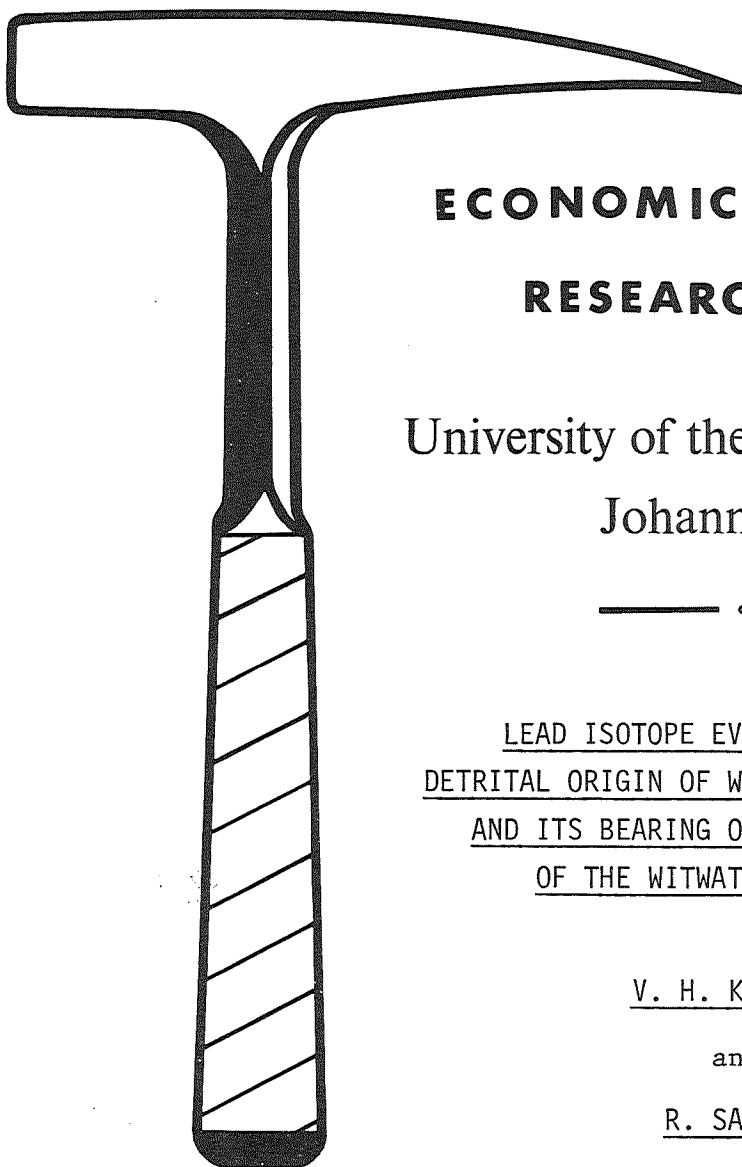 ECONOMIC
RESEARC
University of the
Johann
LEAD ISOTOPE EV
DETRITAL ORIGIN OF W
AND ITS BEARING O
OF THE WITWAT
V. H. K
an
R. SA